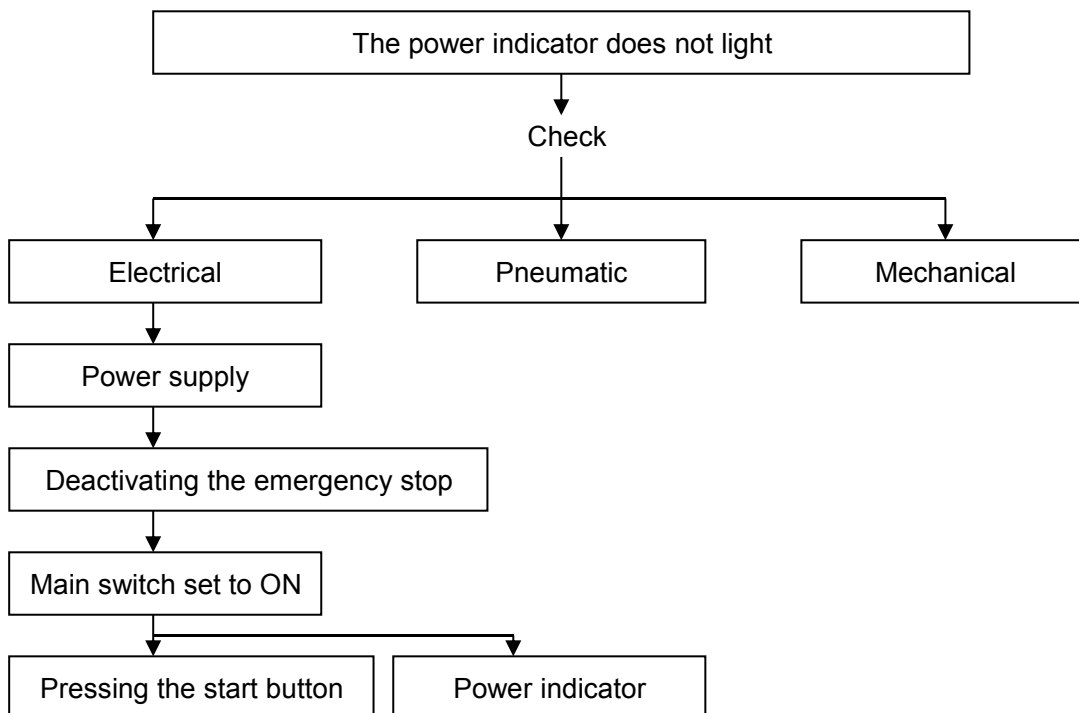 The power indicator does not light
Check
Electrical
Pneumatic
Mechanical
Power supply
Deactivating the emergency stop
Main switch set to ON
Pressing the start button
Power indicator